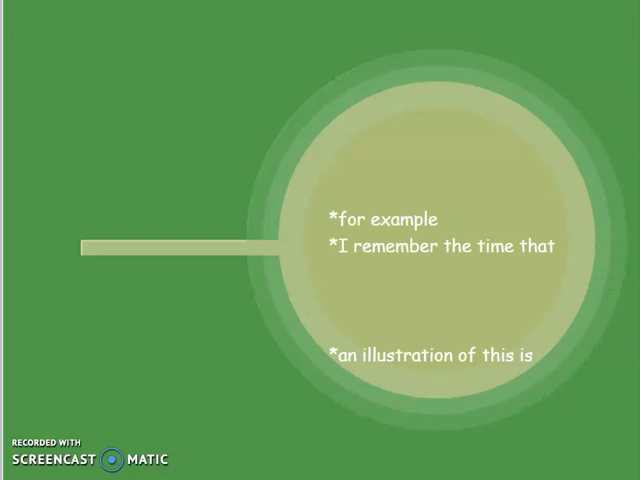 *for example
*I remember the time that
*an illustration of this is
RECORDED WITH
SCREENCAST MATIC